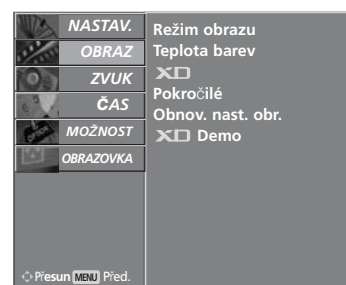 NASTAV.
OBRAZ
ZVUK
ČAS
MOŽNOST
OBRAZOVKA
Přesun MENU Před.
Režim obrazu
Teplota barev
XD
Pokročilé
Obnov. nast. obr.
XD Demo